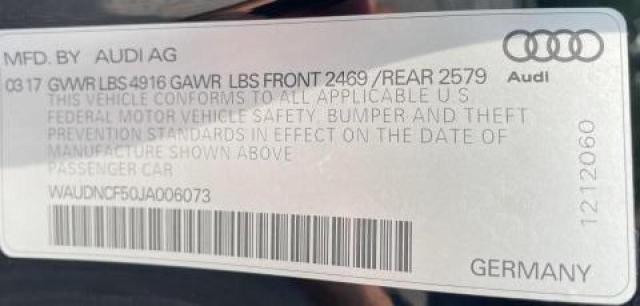 MFD. BY AUDI AG
03 17 GVWR LBS 4916 GAWR LBS FRONT 2469 /REAR 2579
Audi
THIS VEHICLE CONFORMS TO ALL APPLICABLE U.S
FEDERAL MOTOR VEHICLE SAFETY, BUMPER AND THEFT
PREVENTION STANDARDS IN EFFECT ON THE DATE OF
MANUFACTURE SHOWN ABOVE
PASSENGER CAR
WAUDNCF50JA006073
1212060
GERMANY